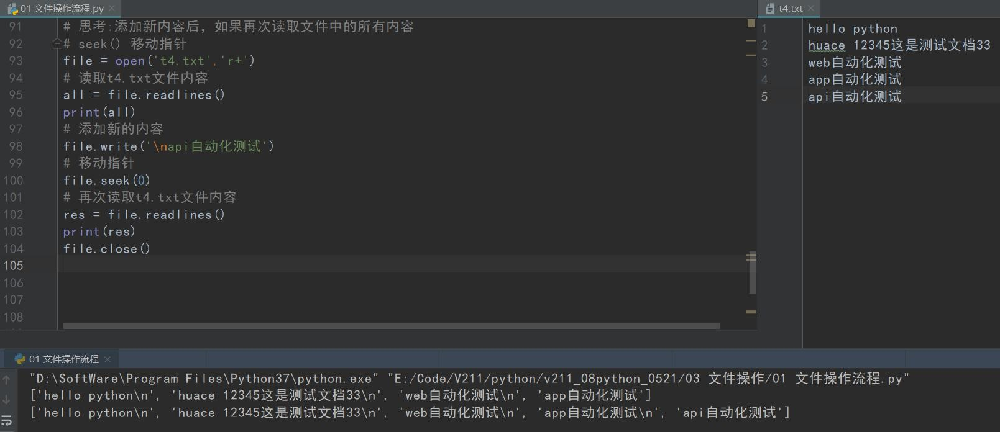 01 文件操作流程.py
91 # 思考:添加新内容后，如果再次读取文件中的所有内容
92 # seek() 移动指针
93 file = open('t4.txt','r+')
94 # 读取t4.txt文件内容
95 all = file.readlines()
96 print(all)
97 # 添加新的内容
98 file.write('\napi自动化测试')
99 # 移动指针
100 file.seek(0)
101 # 再次读取t4.txt文件内容
102 res = file.readlines()
103 print(res)
104 file.close()
105
106
107
108
t4.txt
1 hello python
2 huace 12345这是测试文档33
3 web自动化测试
4 app自动化测试
5 api自动化测试
01 文件操作流程
"D:\SoftWare\Program Files\Python37\python.exe" "E:/Code/V211/python/v211_08python_0521/03 文件操作/01 文件操作流程.py"
['hello python\n', 'huace 12345这是测试文档33\n', 'web自动化测试\n', 'app自动化测试']
['hello python\n', 'huace 12345这是测试文档33\n', 'web自动化测试\n', 'app自动化测试\n', 'api自动化测试']